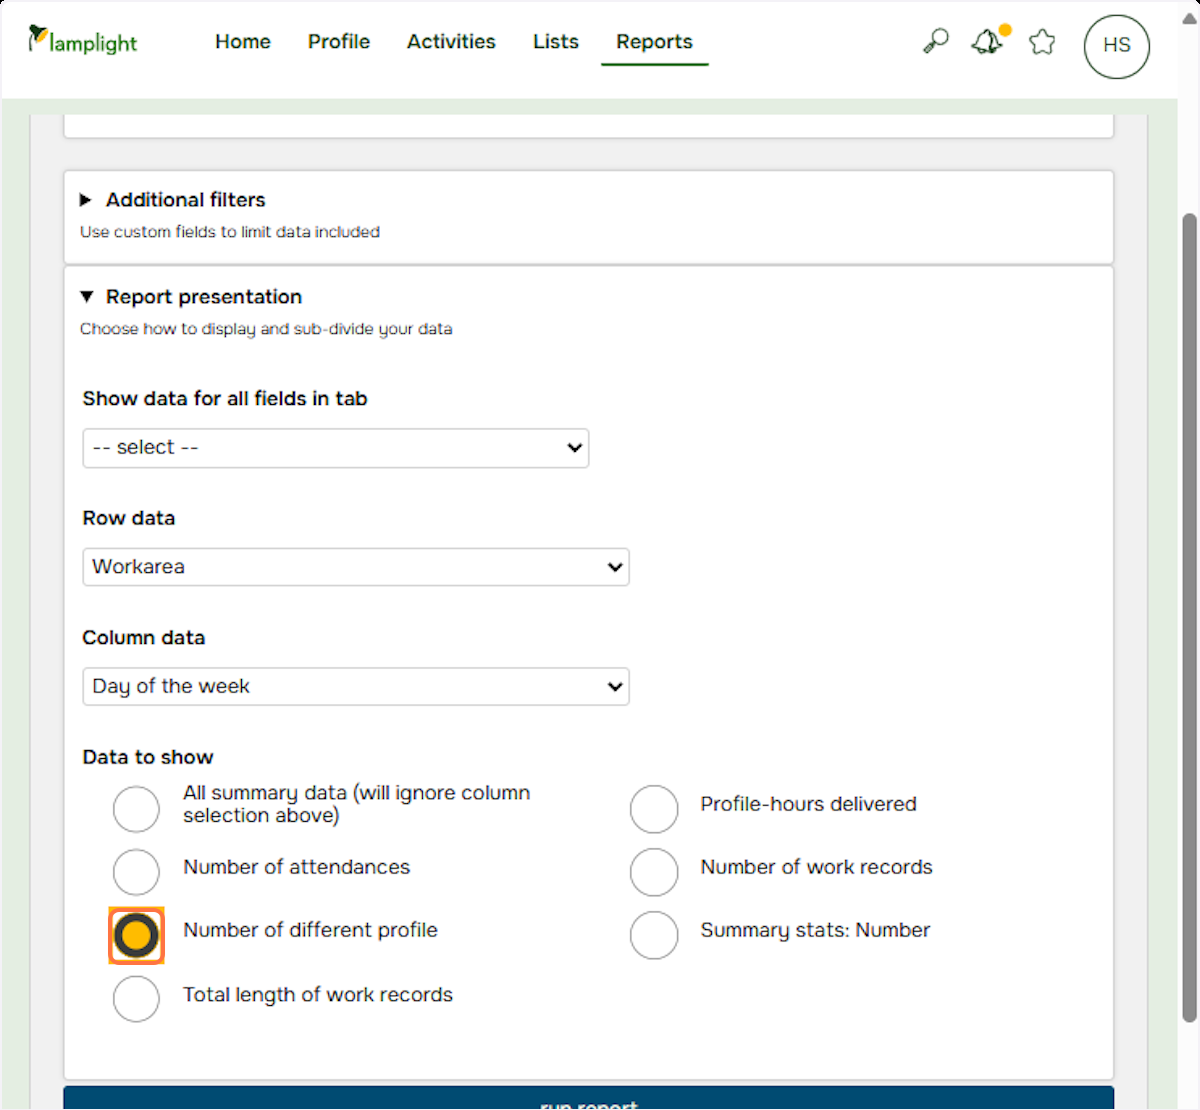 lamplight
Home Profile Activities Lists Reports
HS
Additional filters
Use custom fields to limit data included
Report presentation
Choose how to display and sub-divide your data
Show data for all fields in tab
-- select --
Row data
Workarea
Column data
Day of the week
Data to show
All summary data (will ignore column
selection above)
Profile-hours delivered
Number of attendances
Number of work records
Number of different profile
Summary stats: Number
Total length of work records
run report